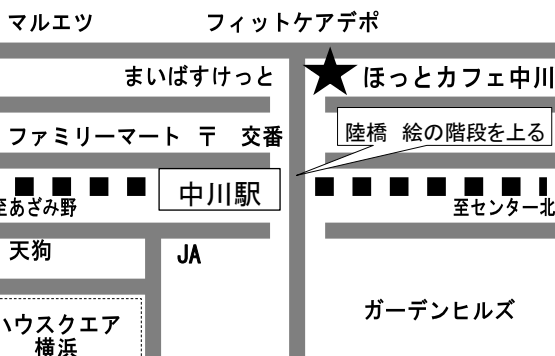 マルエツ
フィットケアデポ
まいばすけっと
ほっとカフェ中川
ファミリーマート 〒 交番
陸橋 絵の階段を上る
中川駅
至あざみ野
至センター北
天狗
JA
ガーデンヒルズ
ハウスクエア
横浜